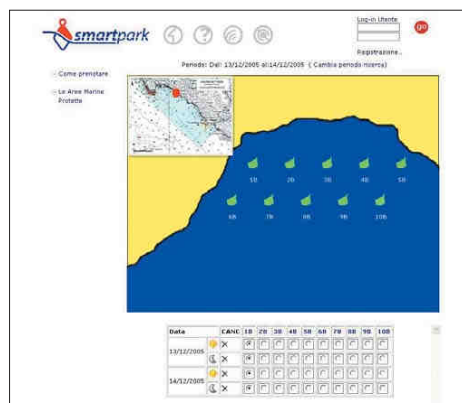 smartpark
Log-in Utente
go
Registrazione..
Periodo: Dal: 13/12/2005 al:14/12/2005 ( Cambia periodo ricerca)
Come prenotare
Le Aree Marine
Protette
1B 2B 3B 4B 5B
6B 7B 8B 9B 10B
Data CANC 1B 2B 3B 4B 5B 6B 7B 8B 9B 10B
13/12/2005 X
X
14/12/2005 X
X